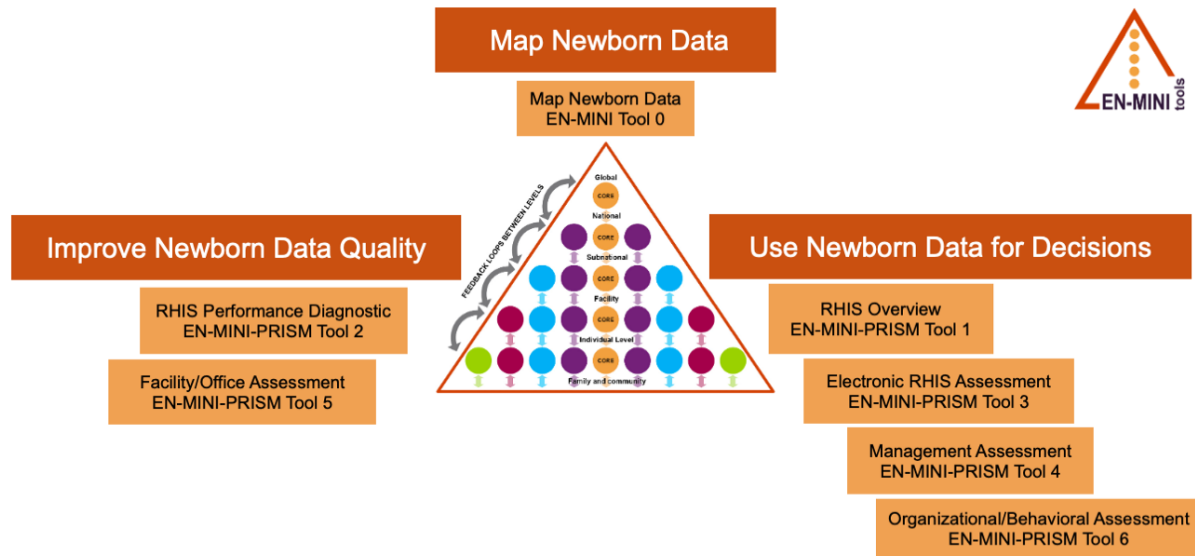 Map Newborn Data
Map Newborn Data
EN-MINI Tool 0
EN-MINI
tools
Improve Newborn Data Quality
RHIS Performance Diagnostic
EN-MINI-PRISM Tool 2
Facility/Office Assessment
EN-MINI-PRISM Tool 5
FEEDBACK LOOPS BETWEEN LEVELS
Global
CORE
National
CORE
Subnational
CORE
Facility
CORE
Individual Level
CORE
Family and community
Use Newborn Data for Decisions
RHIS Overview
EN-MINI-PRISM Tool 1
Electronic RHIS Assessment
EN-MINI-PRISM Tool 3
Management Assessment
EN-MINI-PRISM Tool 4
Organizational/Behavioral Assessment
EN-MINI-PRISM Tool 6